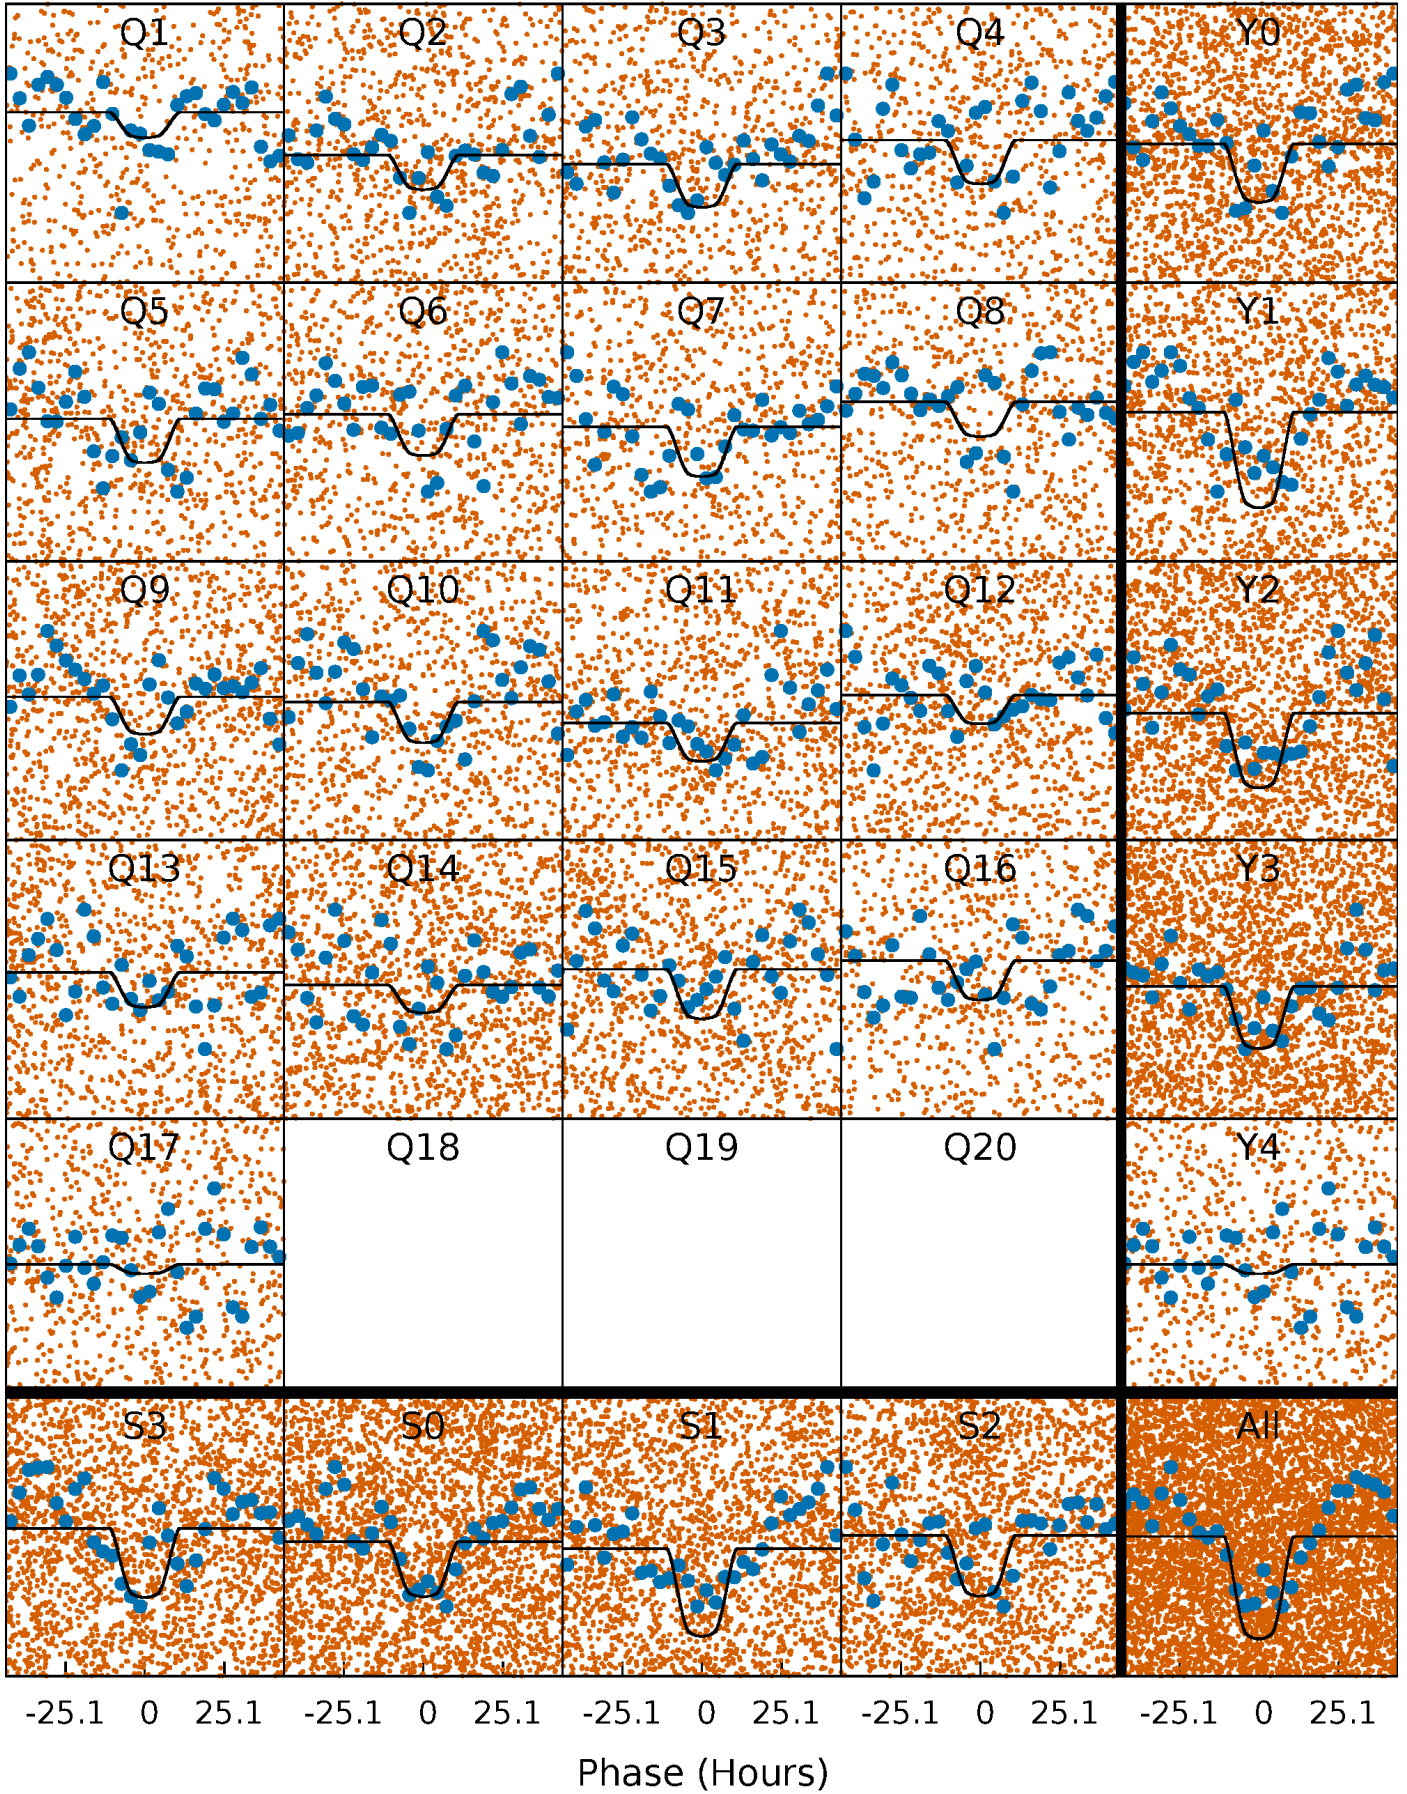 Q1 Q2 Q3 Q4 Y0
Q5 Q6 Q7 Q8 Y1
Q9 Q10 Q11 Q12 Y2
Q13 Q14 Q15 Q16 Y3
Q17 Q18 Q19 Q20 Y4
S3 S0 S1 S2 All
-25.1 0 25.1 -25.1 0 25.1 -25.1 0 25.1 -25.1 0 25.1 -25.1 0 25.1
Phase (Hours)